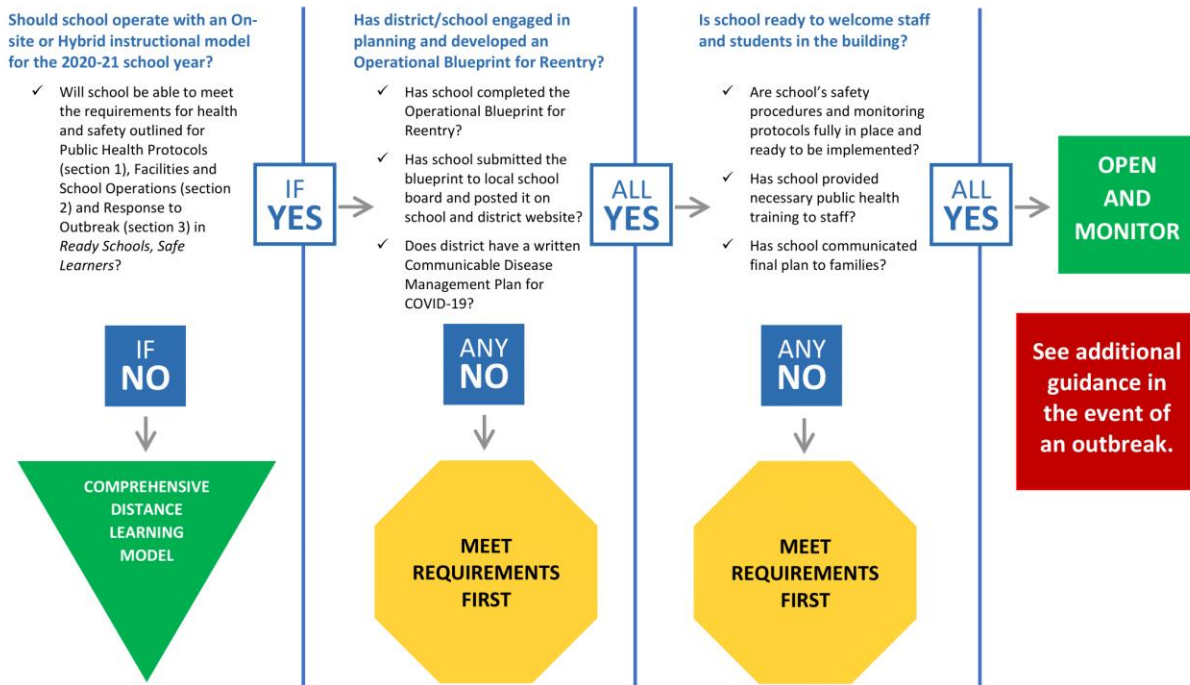 Should school operate with an On-
site or Hybrid instructional model
for the 2020-21 school year?
✓ Will school be able to meet
the requirements for health
and safety outlined for
Public Health Protocols
(section 1), Facilities and
School Operations (section
2) and Response to
Outbreak (section 3) in
Ready Schools, Safe
Learners?
IF
YES
IF
NO
COMPREHENSIVE
DISTANCE
LEARNING
MODEL
Has district/school engaged in
planning and developed an
Operational Blueprint for Reentry?
✓ Has school completed the
Operational Blueprint for
Reentry?
✓ Has school submitted the
blueprint to local school
board and posted it on
school and district website?
✓ Does district have a written
Communicable Disease
Management Plan for
COVID-19?
ALL
YES
ANY
NO
MEET
REQUIREMENTS
FIRST
Is school ready to welcome staff
and students in the building?
✓ Are school's safety
procedures and monitoring
protocols fully in place and
ready to be implemented?
✓ Has school provided
necessary public health
training to staff?
✓ Has school communicated
final plan to families?
ALL
YES
ANY
NO
MEET
REQUIREMENTS
FIRST
OPEN
AND
MONITOR
See additional
guidance in
the event of
an outbreak.